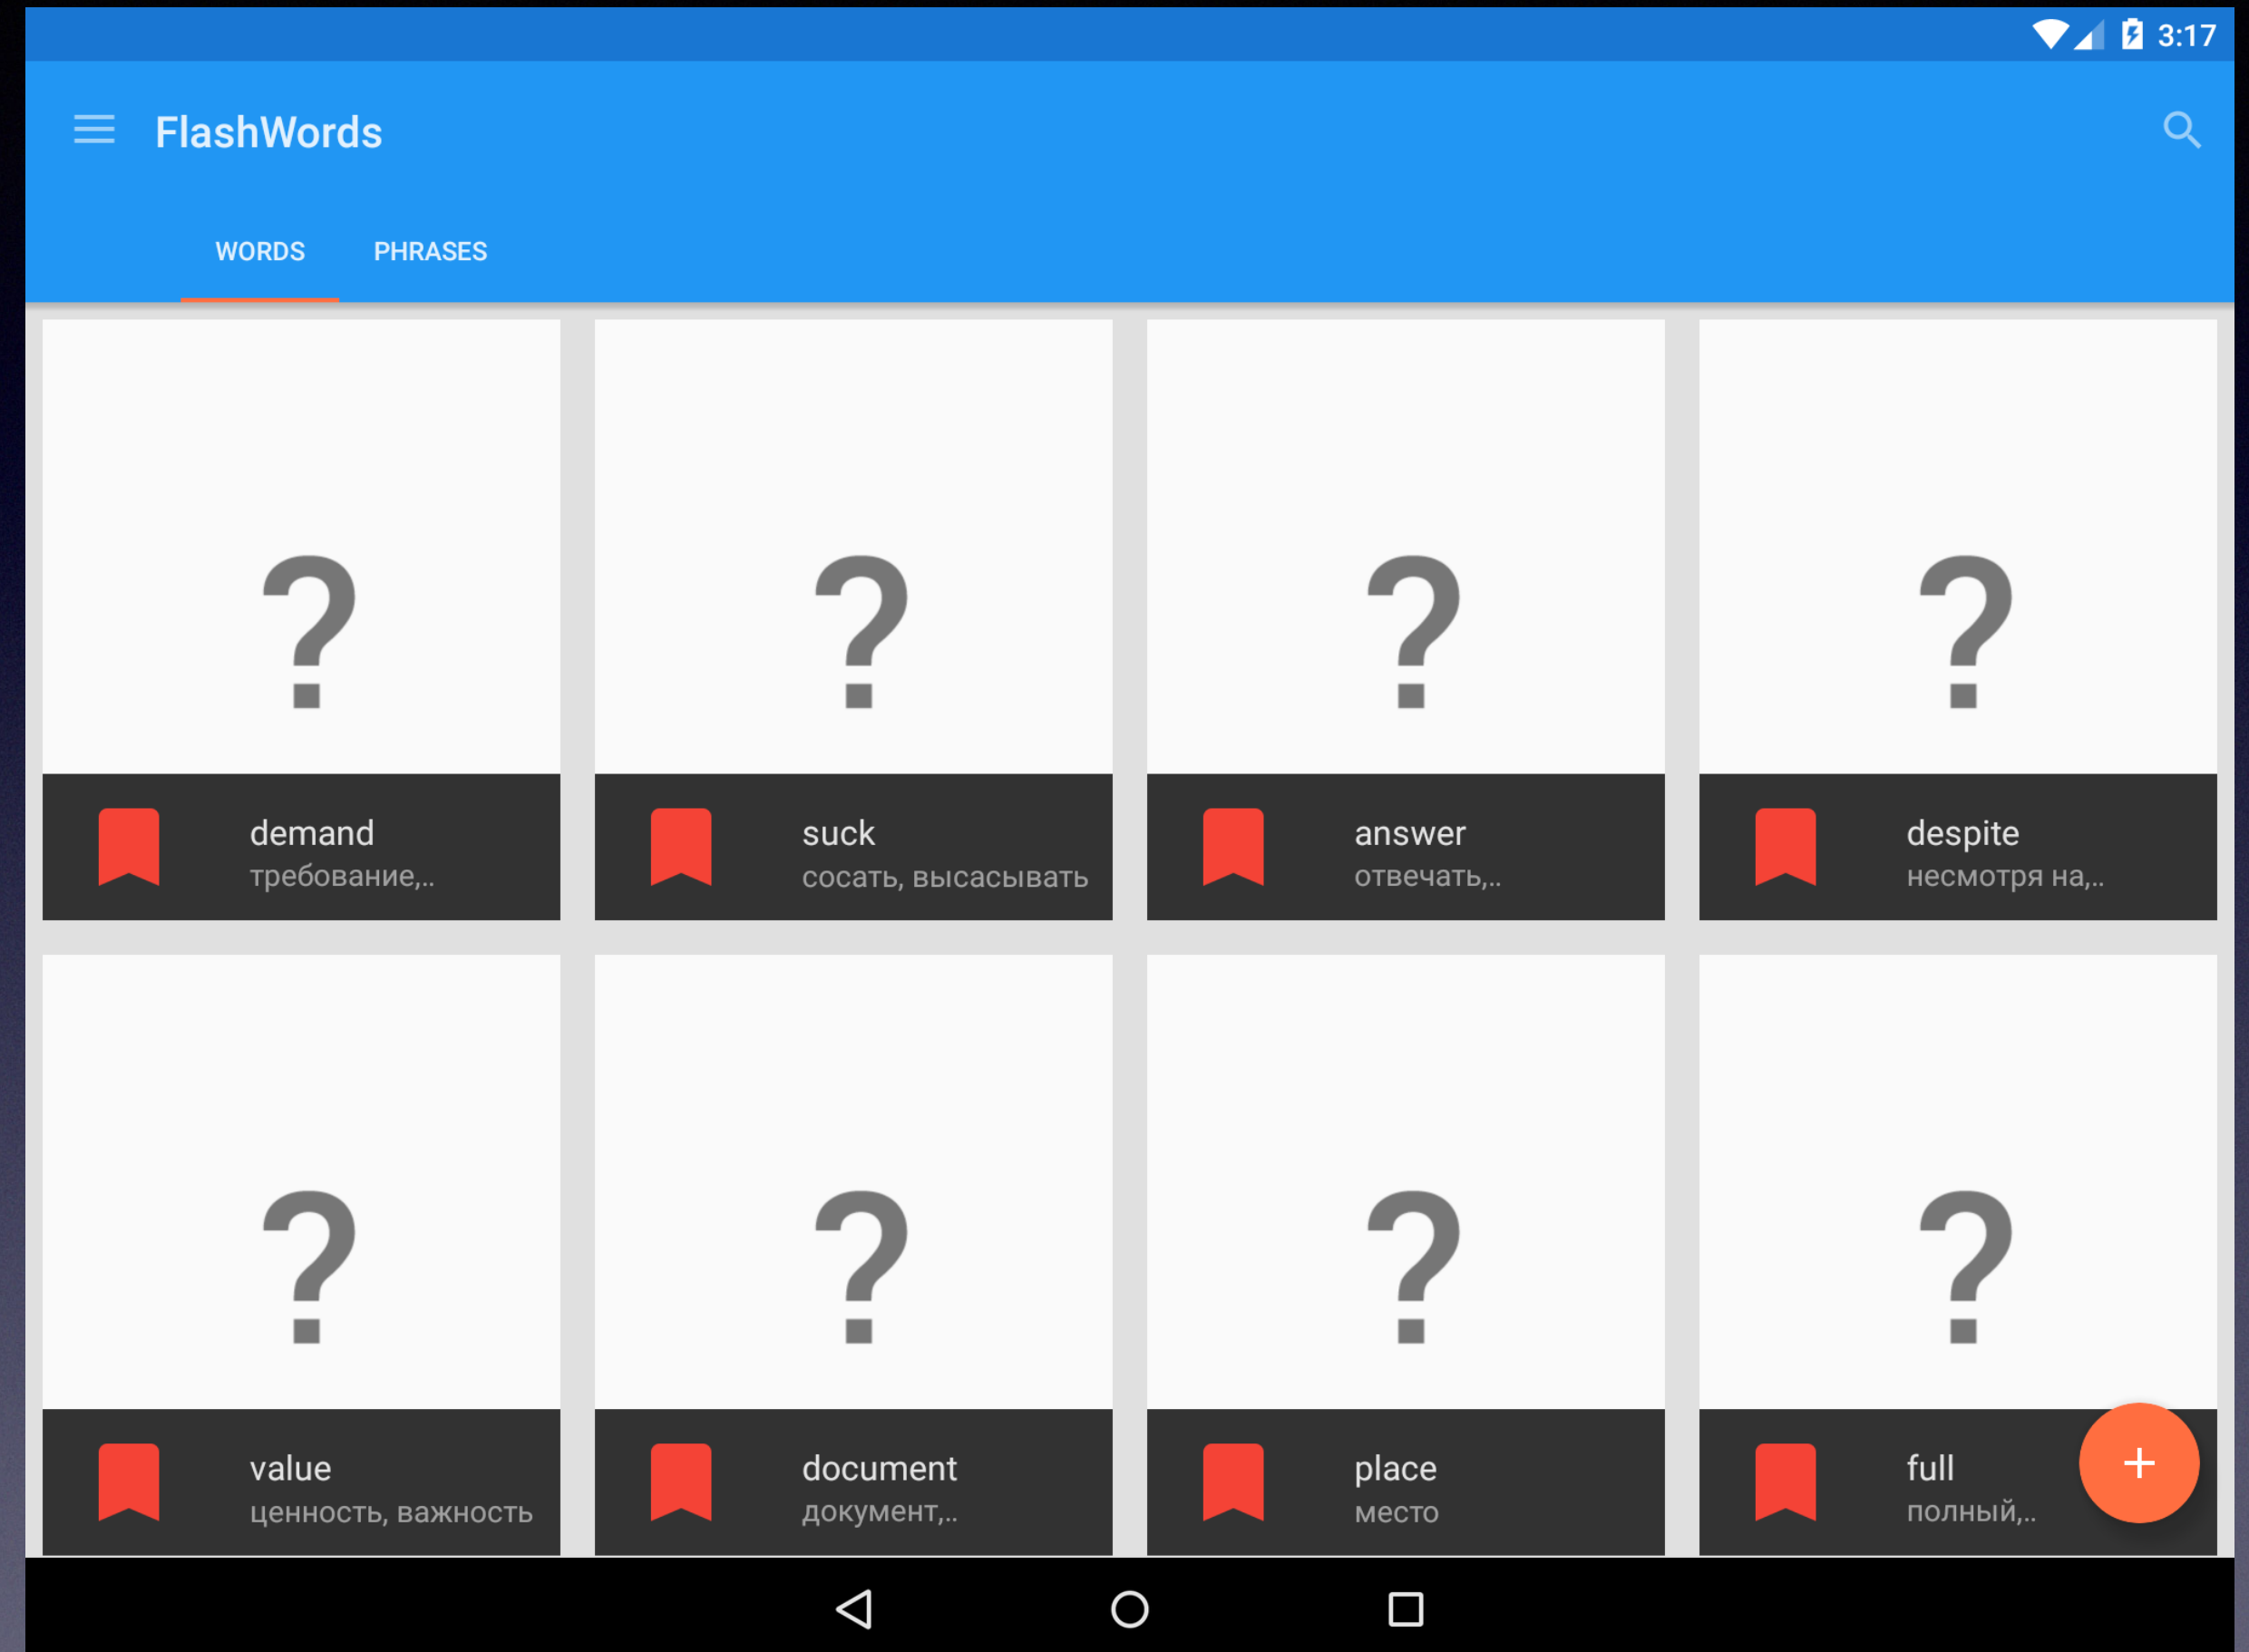 3:17
FlashWords
WORDS PHRASES
? ? ? ?
demand
требование,..
suck
сосать, высасывать
answer
отвечать,..
despite
несмотря на,..
? ? ? ?
value
ценность, важность
document
документ,..
place
место
full
полный,..
+